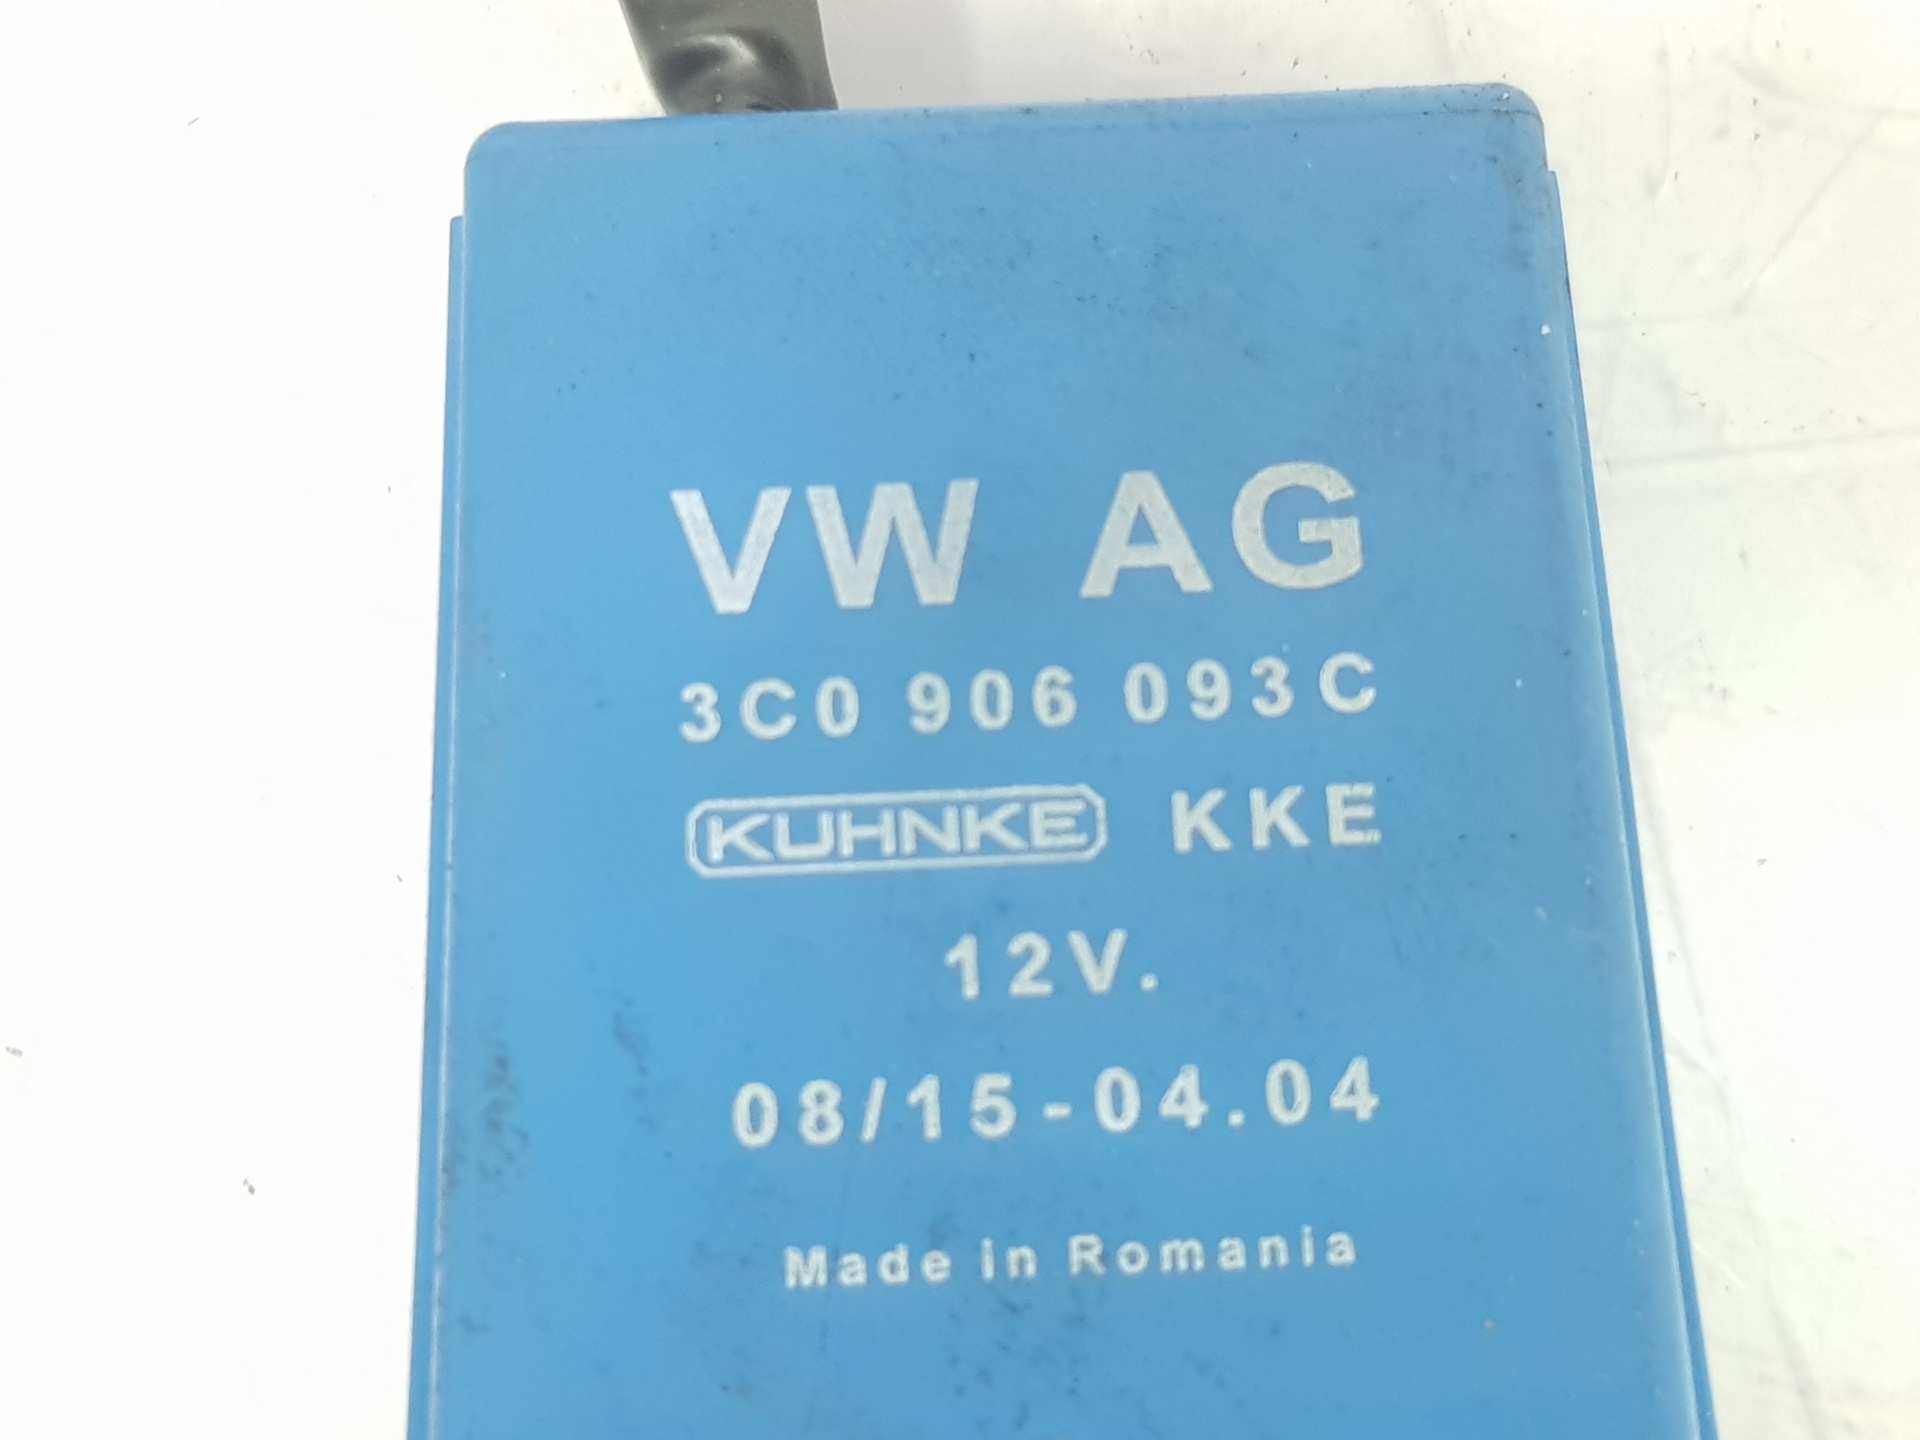 VW AG
3C0 906 093C
KUHNKE KKE
12V.
08/15-04.04
Made in Romania